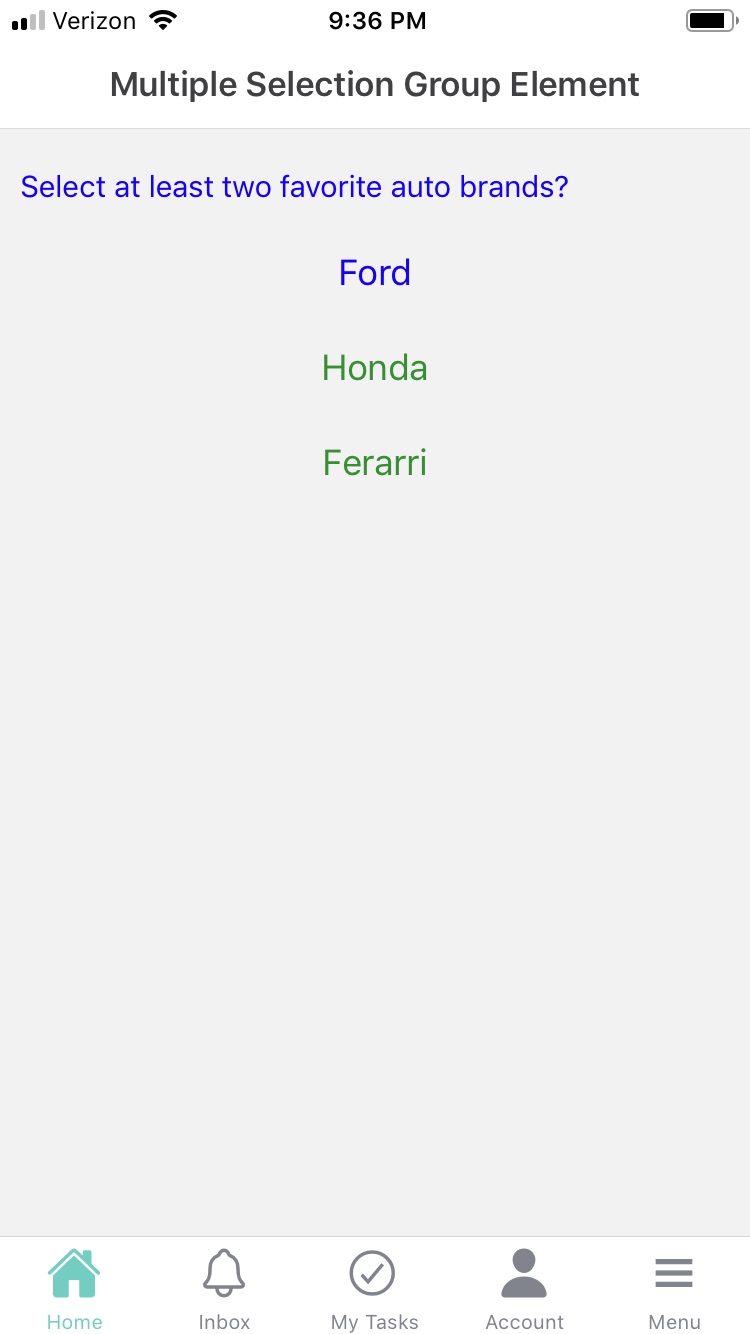 Verizon 9:36 PM
Multiple Selection Group Element
Select at least two favorite auto brands?
Ford
Honda
Ferarri
Home Inbox My Tasks Account Menu